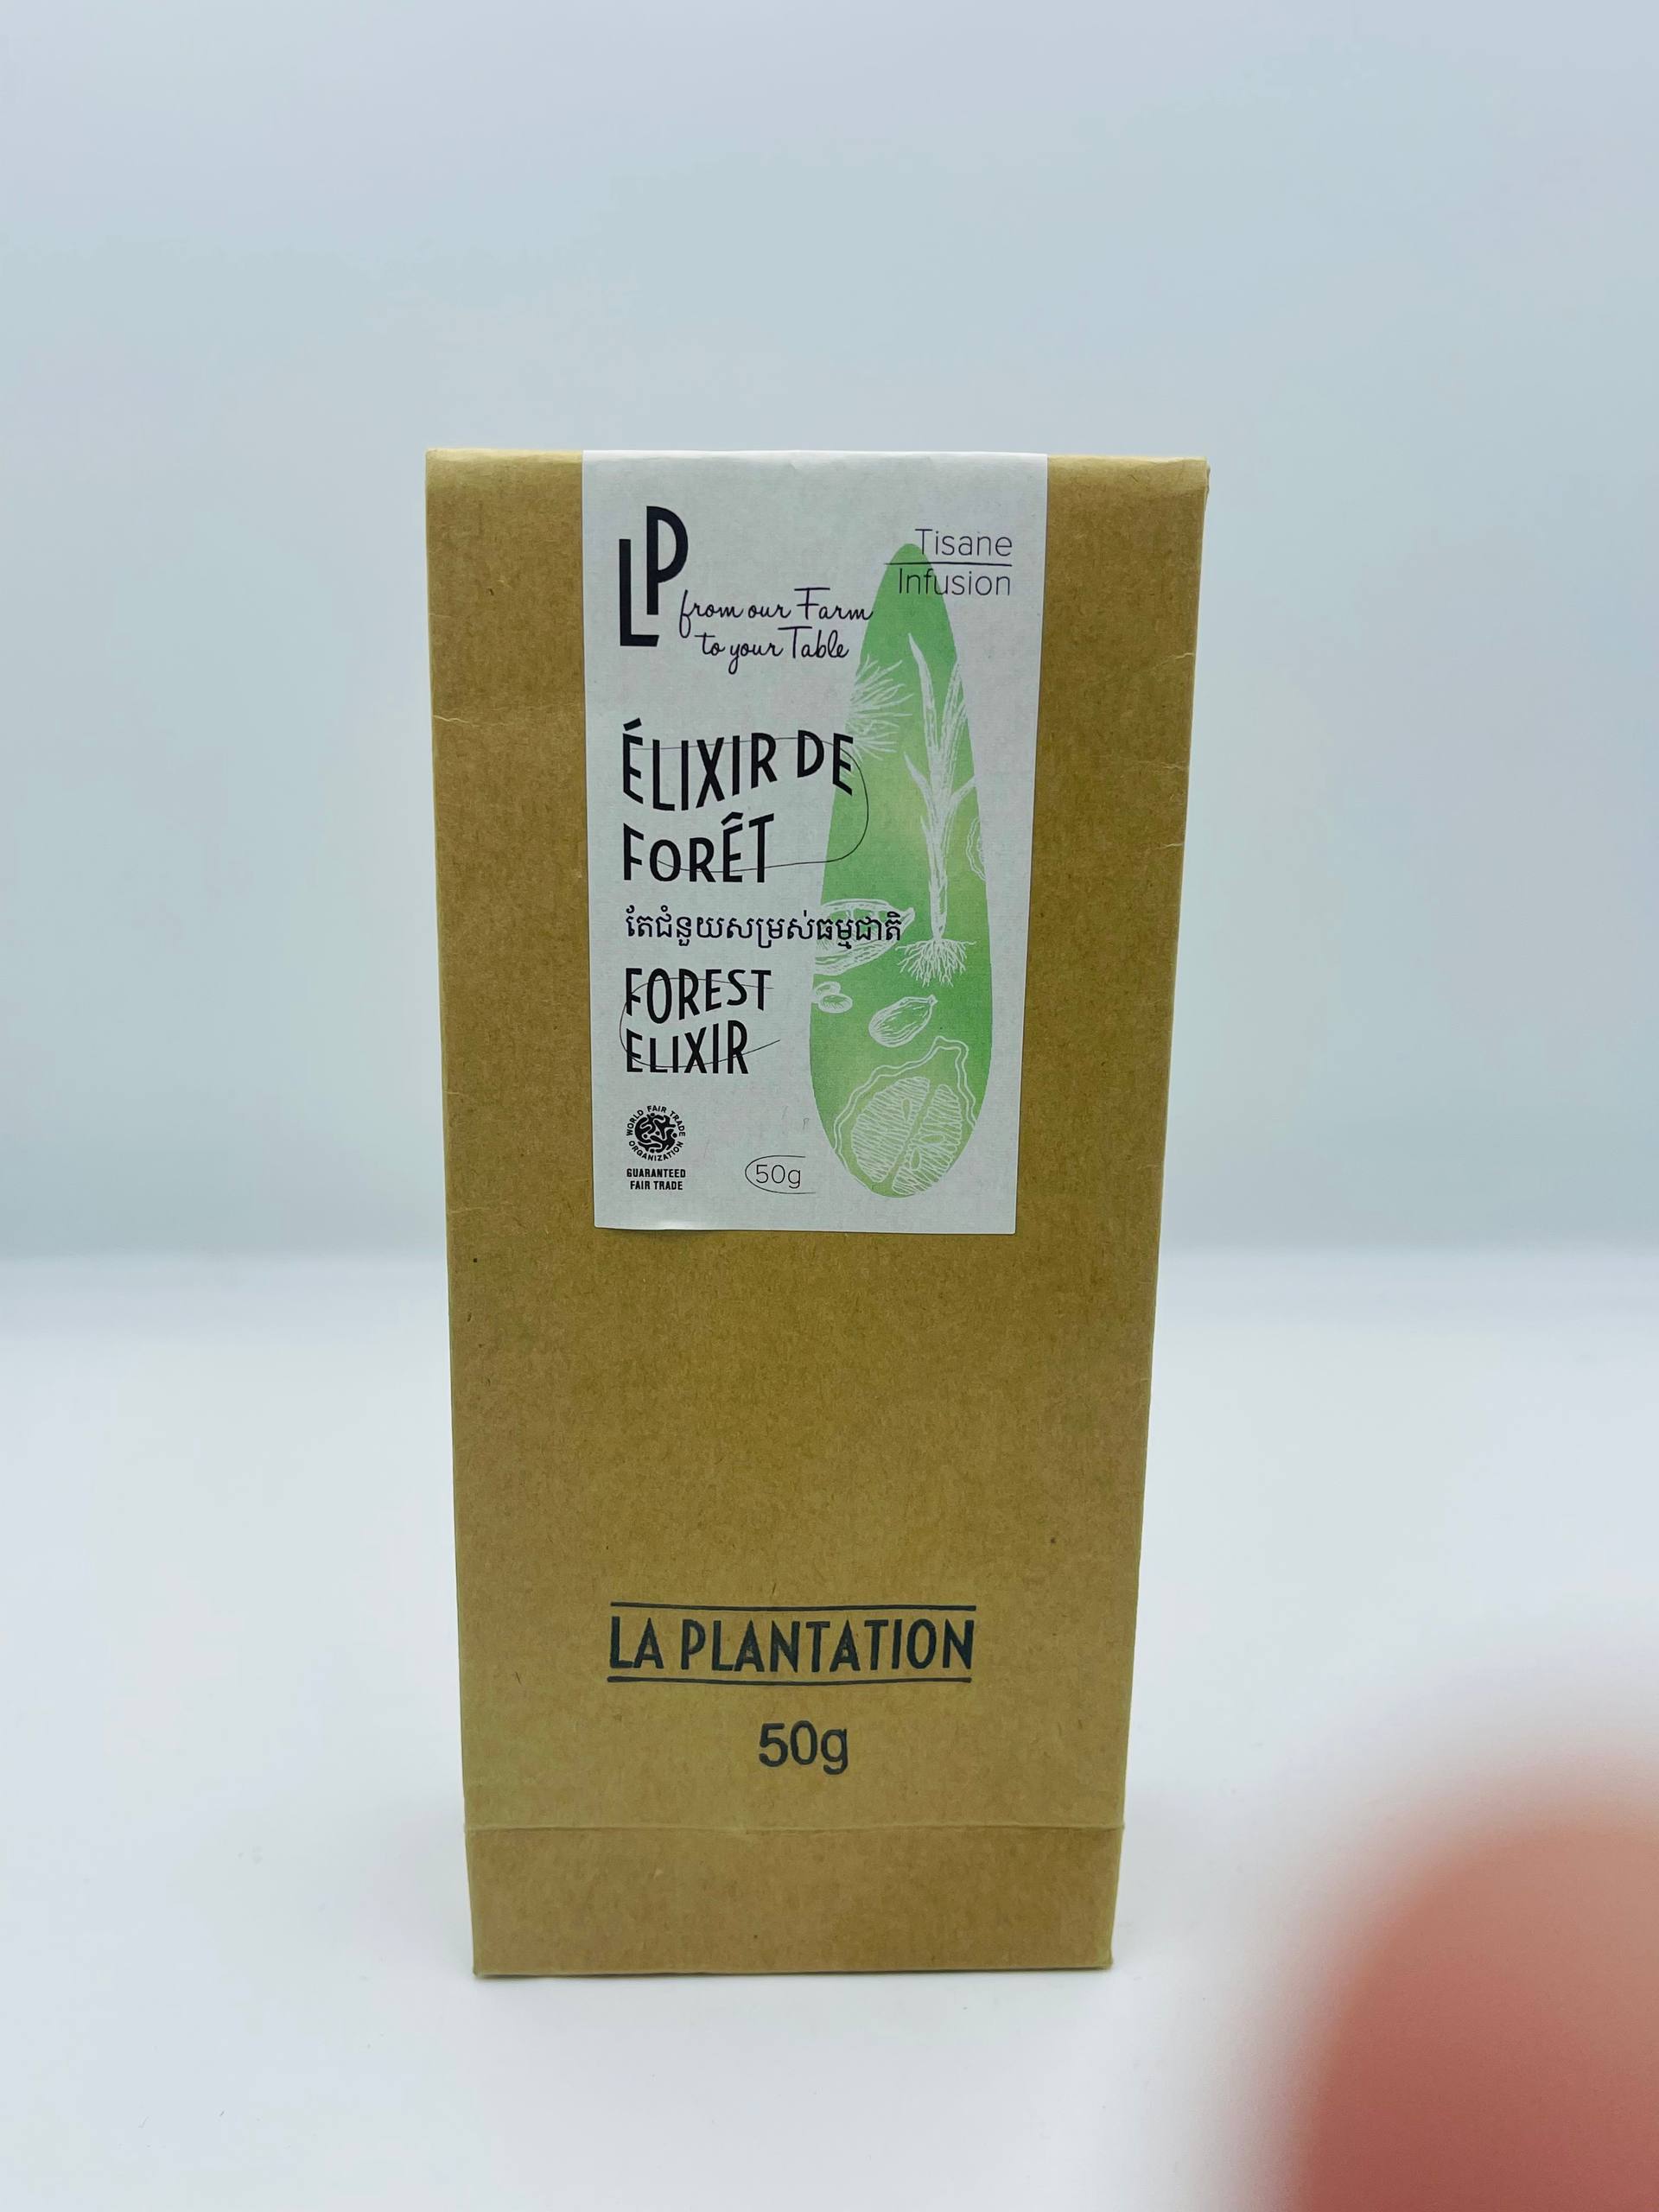 LP
from our Farm
to your Table
Tisane
Infusion
ÉLIXIR DE
FORÊT
តែជំនួយសម្រស់ធម្មជាតិ
FOREST
ELIXIR
WORLD FAIR TRADE
ORGANIZATION
GUARANTEED
FAIR TRADE
50g
LA PLANTATION
50g